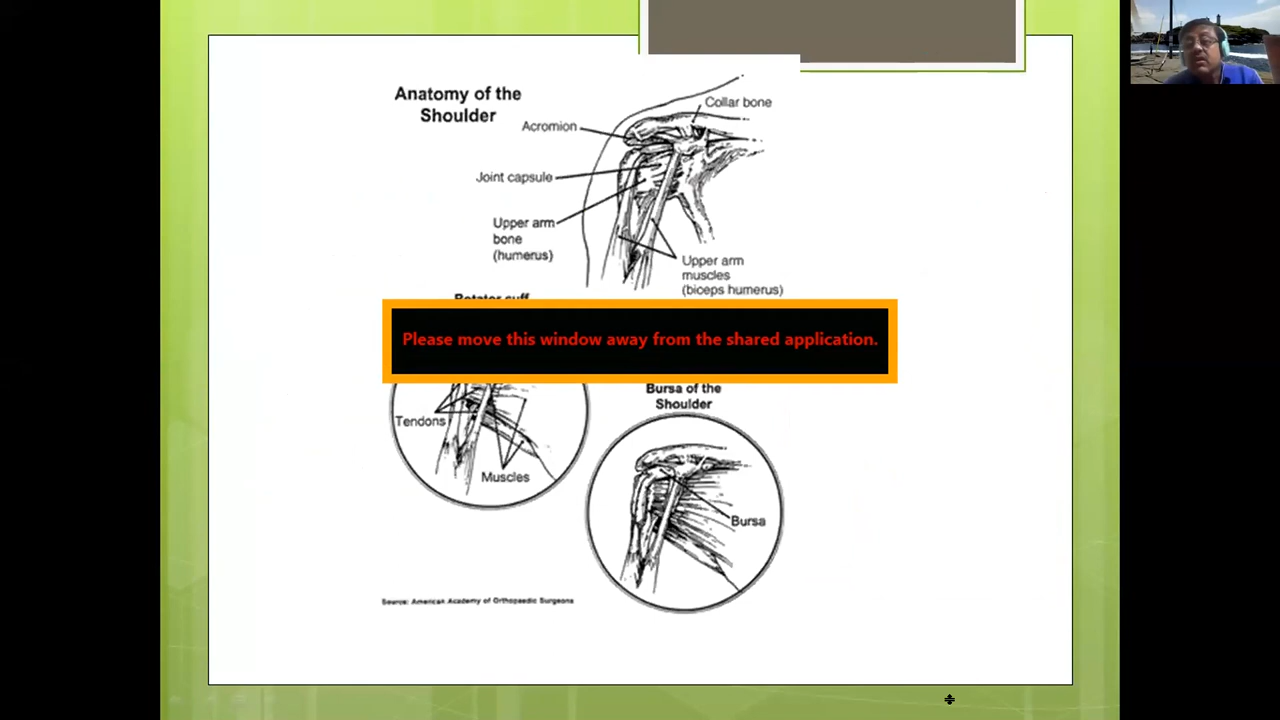 Anatomy of the
Shoulder
Collar bone
Acromion
Joint capsule
Upper arm
bone
(humerus)
Upper arm
muscles
(biceps humerus)
Rotator cuff
Please move this window away from the shared application.
Tendons
Muscles
Bursa of the
Shoulder
Bursa
Source: American Academy of Orthopaedic Surgeons